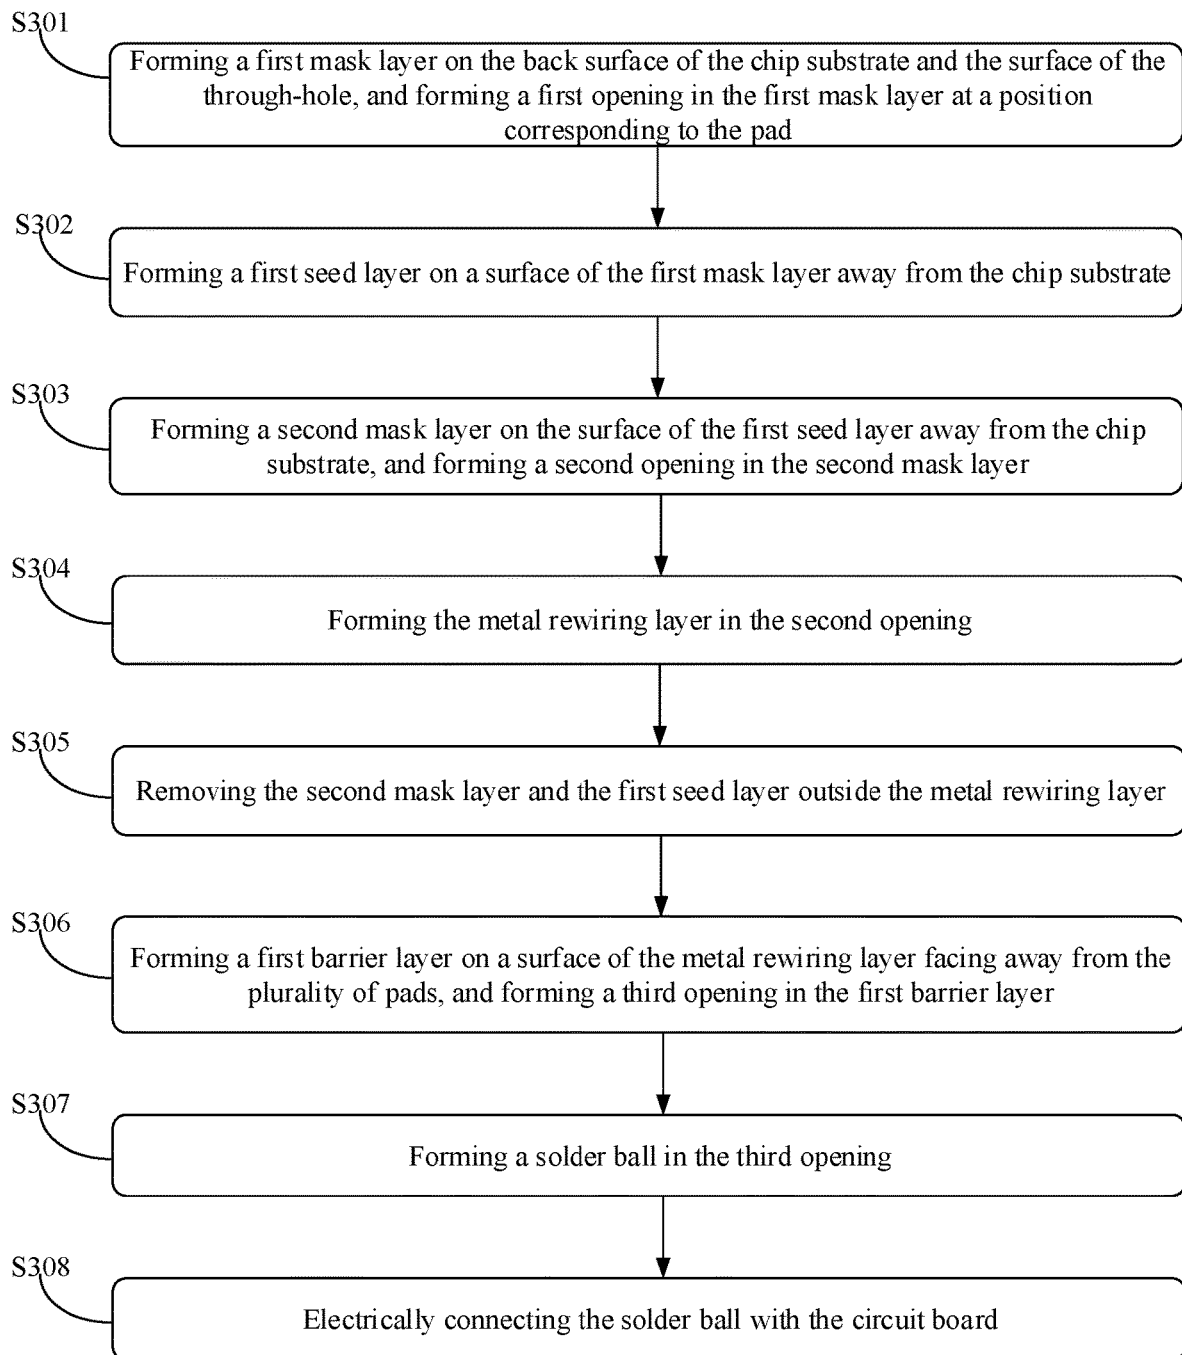 S301
Forming a first mask layer on the back surface of the chip substrate and the surface of the
through-hole, and forming a first opening in the first mask layer at a position
corresponding to the pad
S302
Forming a first seed layer on a surface of the first mask layer away from the chip substrate
S303
Forming a second mask layer on the surface of the first seed layer away from the chip
substrate, and forming a second opening in the second mask layer
S304
Forming the metal rewiring layer in the second opening
S305
Removing the second mask layer and the first seed layer outside the metal rewiring layer
S306
Forming a first barrier layer on a surface of the metal rewiring layer facing away from the
plurality of pads, and forming a third opening in the first barrier layer
S307
Forming a solder ball in the third opening
S308
Electrically connecting the solder ball with the circuit board